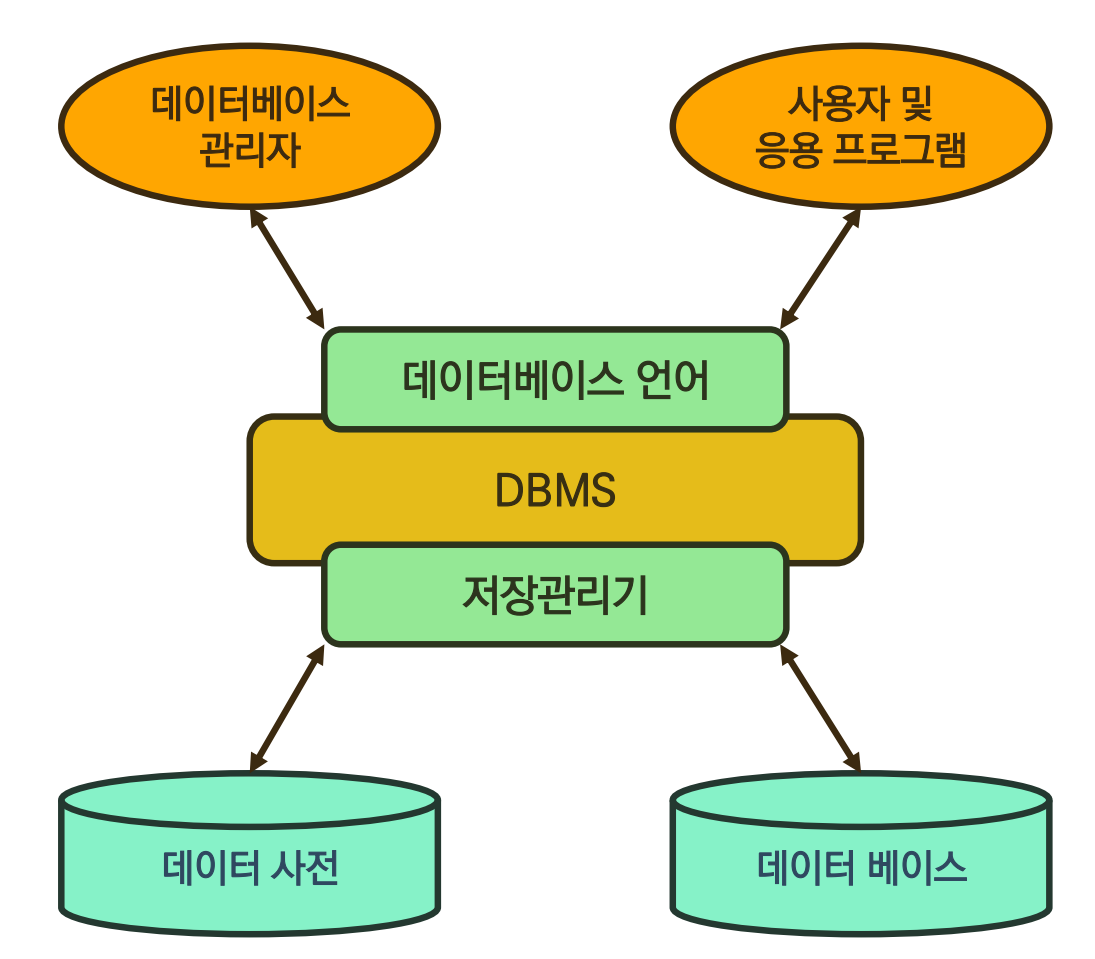 데이터베이스
관리자
사용자 및
응용 프로그램
데이터베이스 언어
DBMS
저장관리기
데이터 사전
데이터 베이스